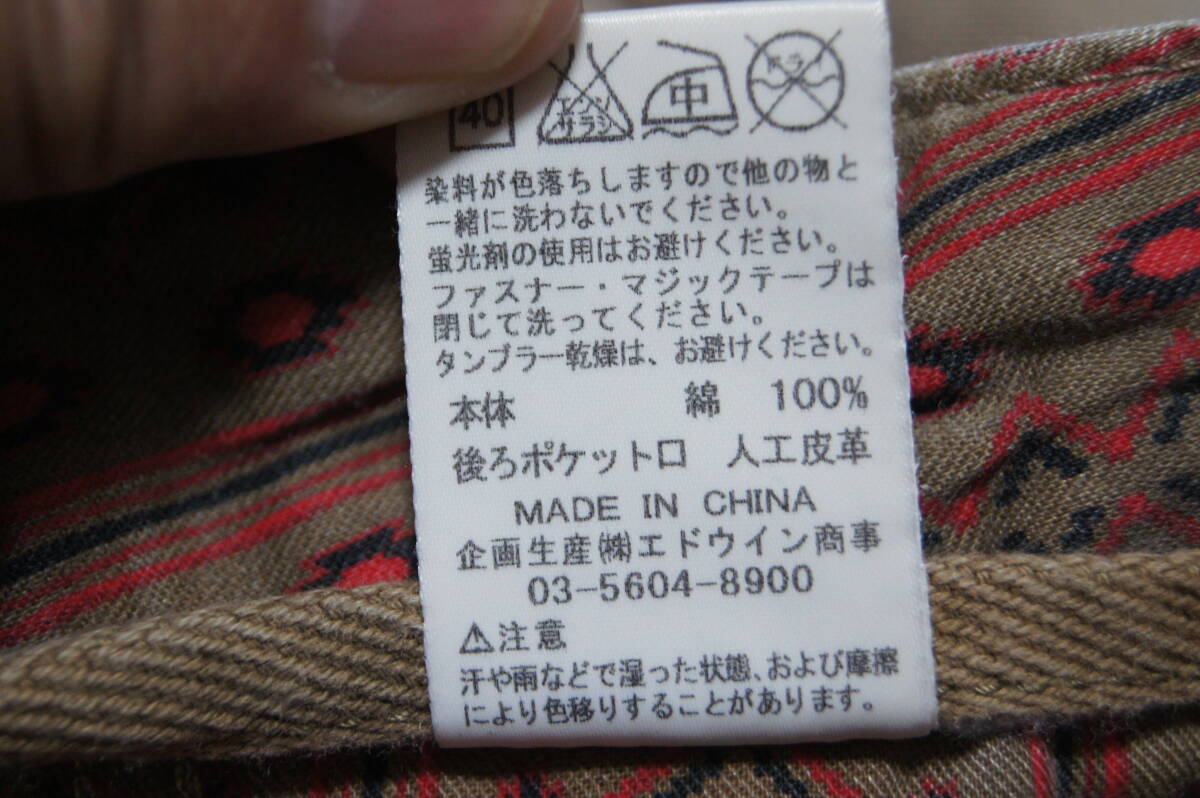 40 エンソ 中 ドライ
サラシ
染料が色落ちしますので他の物と
一緒に洗わないでください。
蛍光剤の使用はお避けください。
ファスナー・マジックテープは
閉じて洗ってください。
タンブラー乾燥は、お避けください。
本体 綿 100%
後ろポケット口 人工皮革
MADE IN CHINA
企画生産㈱エドウイン商事
03-5604-8900
⚠注意
汗や雨などで湿った状態、および摩擦
により色移りすることがあります。